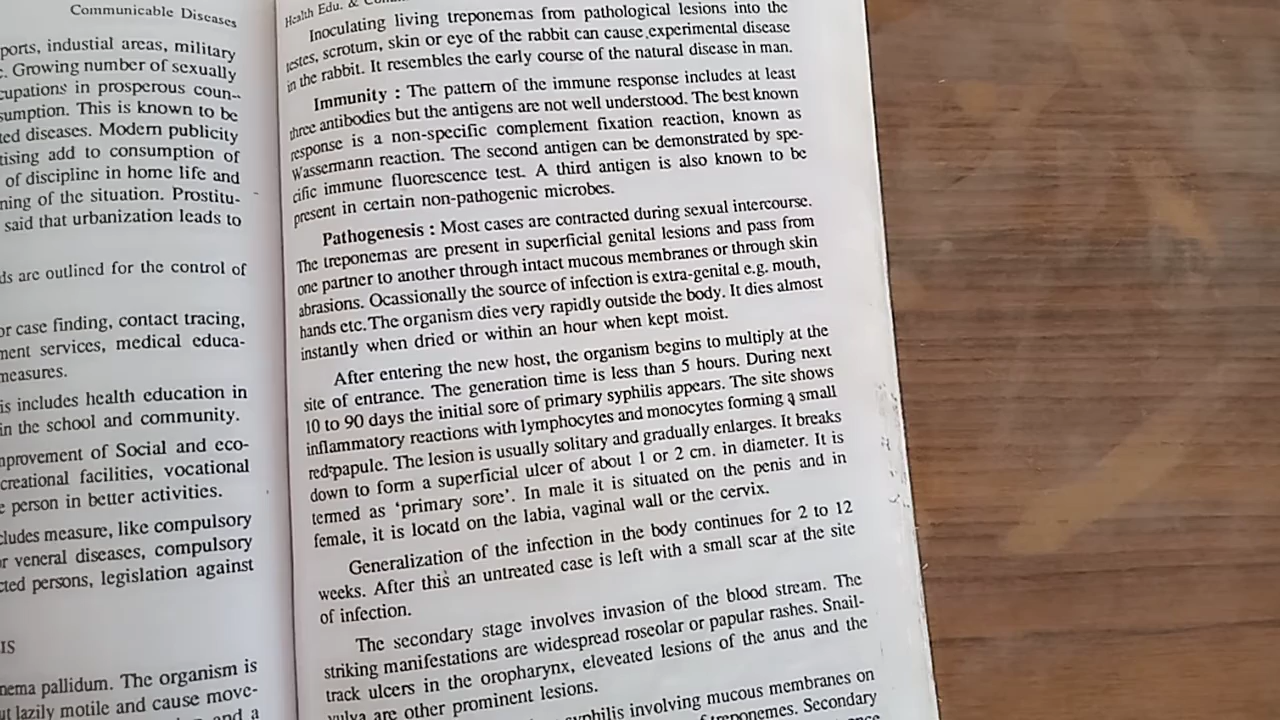 Communicable Diseases
ports, industial areas, military
Growing number of sexually
cupations in prosperous coun-
sumption. This is known to be
ted diseases. Modern publicity
tising add to consumption of
of discipline in home life and
ning of the situation. Prostitu-
said that urbanization leads to
ds are outlined for the control of
or case finding, contact tracing,
ment services, medical educa-
measures.
is includes health education in
in the school and community.
nprovement of Social and eco-
creational facilities, vocational
e person in better activities.
cludes measure, like compulsory
or veneral diseases, compulsory
cted persons, legislation against
IS
nema pallidum. The organism is
ut lazily motile and cause move-
and a
Health Edu. &
Inoculating living treponemas from pathological lesions into the
testes, scrotum, skin or eye of the rabbit can cause experimental disease
in the rabbit. It resembles the early course of the natural disease in man.
Immunity : The pattern of the immune response includes at least
three antibodies but the antigens are not well understood. The best known
response is a non-specific complement fixation reaction, known as
Wassermann reaction. The second antigen can be demonstrated by spe-
cific immune fluorescence test. A third antigen is also known to be
present in certain non-pathogenic microbes.
Pathogenesis : Most cases are contracted during sexual intercourse.
The treponemas are present in superficial genital lesions and pass from
one partner to another through intact mucous membranes or through skin
abrasions. Ocassionally the source of infection is extra-genital e.g. mouth,
hands etc. The organism dies very rapidly outside the body. It dies almost
instantly when dried or within an hour when kept moist.
After entering the new host, the organism begins to multiply at the
site of entrance. The generation time is less than 5 hours. During next
10 to 90 days the initial sore of primary syphilis appears. The site shows
inflammatory reactions with lymphocytes and monocytes forming a small
red papule. The lesion is usually solitary and gradually enlarges. It breaks
down to form a superficial ulcer of about 1 or 2 cm. in diameter. It is
termed as ‘primary sore’. In male it is situated on the penis and in
female, it is locatd on the labia, vaginal wall or the cervix.
Generalization of the infection in the body continues for 2 to 12
weeks. After this an untreated case is left with a small scar at the site
of infection.
The secondary stage involves invasion of the blood stream. The
striking manifestations are widespread roseolar or papular rashes. Snail-
track ulcers in the oropharynx, eleveated lesions of the anus and the
vulva are other prominent lesions.
syphilis involving mucous membranes on
treponemes. Secondary